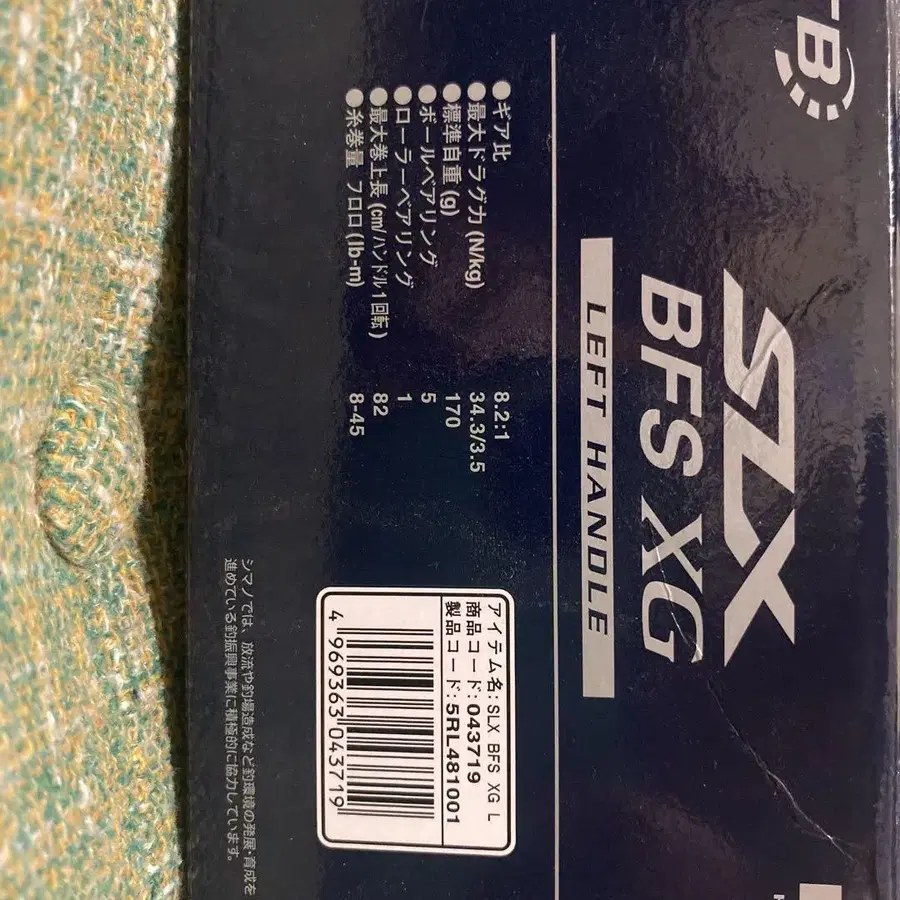 SLX
BFS XG
LEFT HANDLE
●ギア比 8.2:1
●最大ドラグ力(N/kg) 34.3/3.5
●標準自重(g) 170
●ボールベアリング 5
●ローラーベアリング 1
●最大巻上長(cm/ハンドル1回転) 82
●糸巻量 フロロ(lb-m) 8-45
アイテム名: SLX BFS XG L
商品コード: 043719
製品コード: 5RL481001
4 969363 043719
シマノでは、放流や釣場造成など釣環境の発展・育成を
進めている釣振興事業に積極的に協力しています。